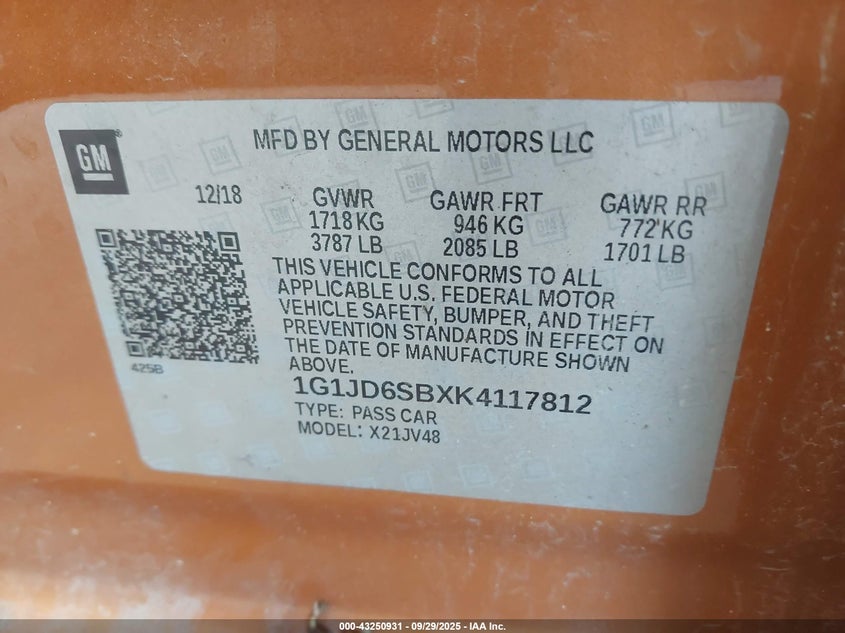 GM
MFD BY GENERAL MOTORS LLC
12/18
GVWR
1718 KG
3787 LB
GAWR FRT
946 KG
2085 LB
GAWR RR
772 KG
1701 LB
THIS VEHICLE CONFORMS TO ALL
APPLICABLE U.S. FEDERAL MOTOR
VEHICLE SAFETY, BUMPER, AND THEFT
PREVENTION STANDARDS IN EFFECT ON
THE DATE OF MANUFACTURE SHOWN
ABOVE.
425B
1G1JD6SBXK4117812
TYPE: PASS CAR
MODEL: X21JV48
000-43250931 - 09/29/2025 - IAA Inc.